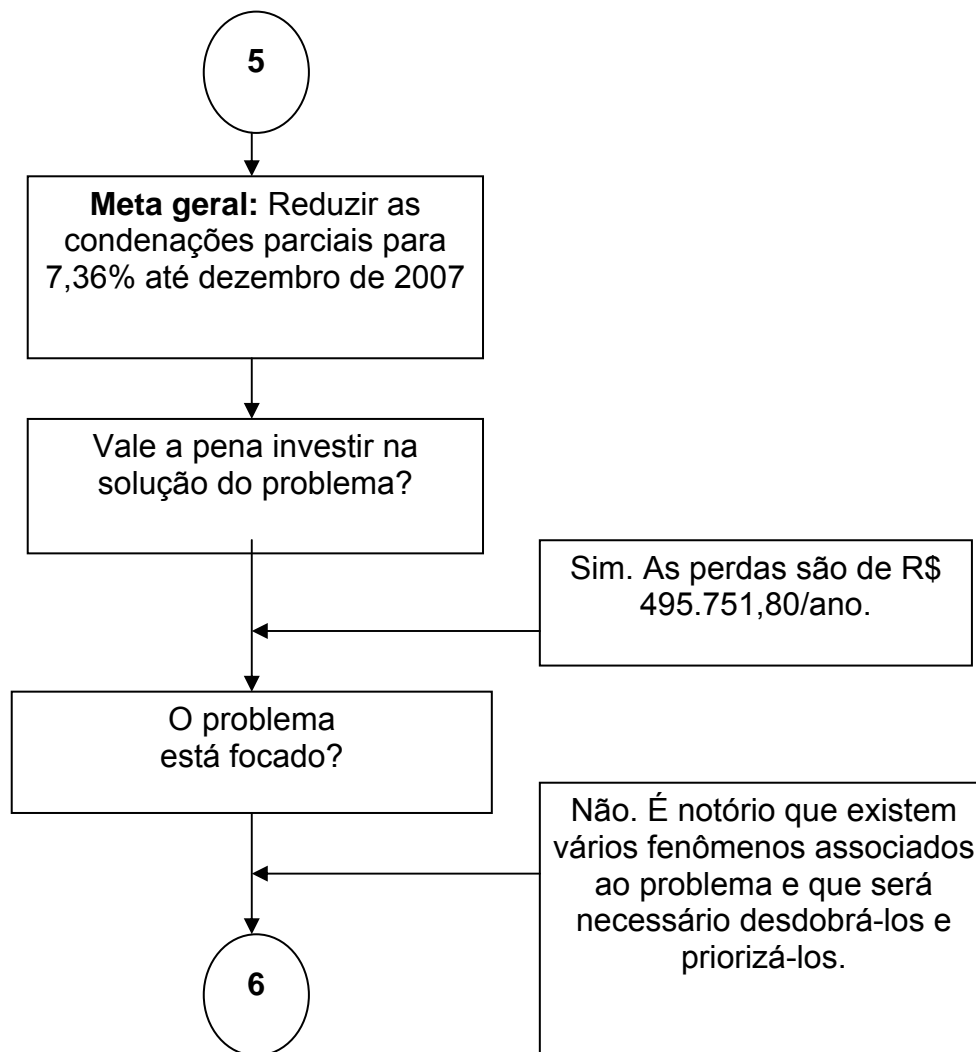 5
Meta geral: Reduzir as
condenações parciais para
7,36% até dezembro de 2007
Vale a pena investir na
solução do problema?
Sim. As perdas são de R$
495.751,80/ano.
O problema
está focado?
Não. É notório que existem
vários fenômenos associados
ao problema e que será
necessário desdobrá-los e
priorizá-los.
6